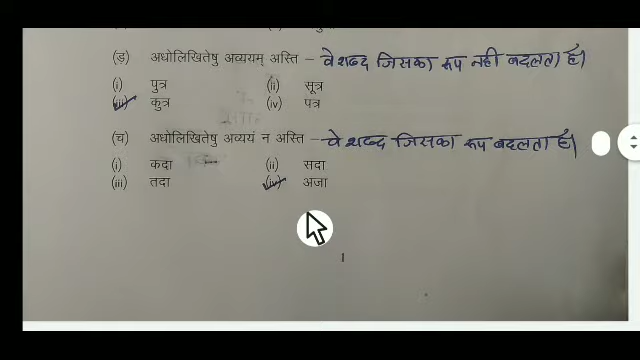 (ड़) अधोलिखितेषु अव्ययम् अस्ति – वे शब्द जिसका रूप नही बदलता है।
(i) पुत्र (ii) सूत्र
(iii) कुत्र (iv) पत्र
(च) अधोलिखितेषु अव्ययं न अस्ति – वे शब्द जिसका रूप बदलता है।
(i) कदा (ii) सदा
(iii) तदा (iv) अजा
1